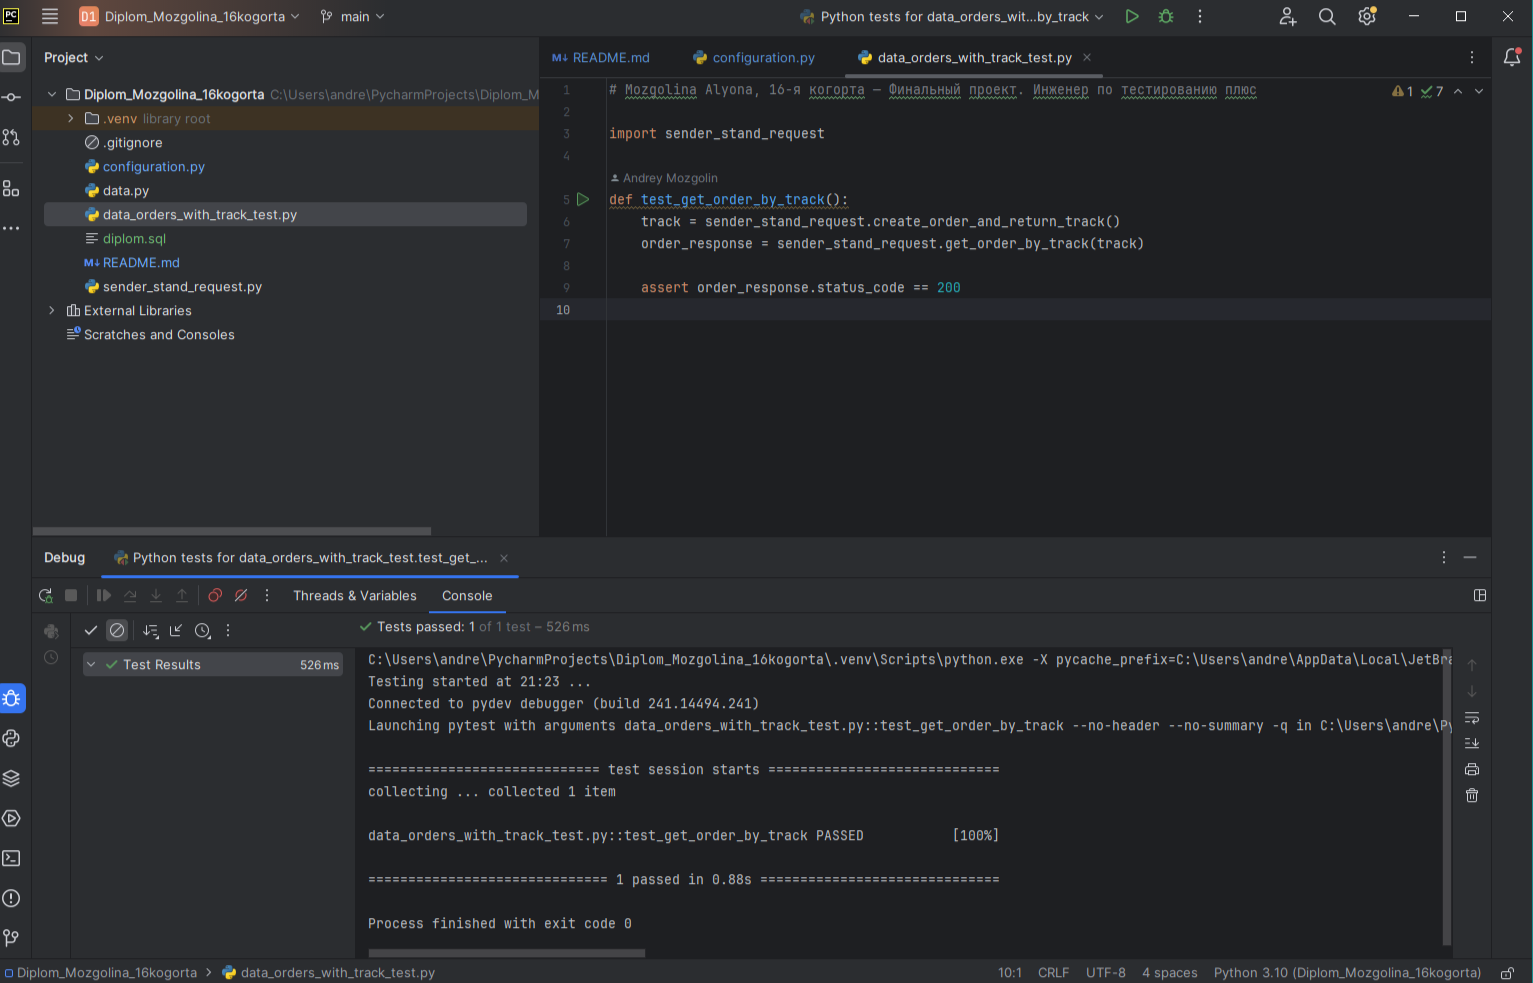 PC
D1 Diplom_Mozgolina_16kogorta
main
Python tests for data_orders_wit...by_track
Project
M↓ README.md
configuration.py
data_orders_with_track_test.py
Diplom_Mozgolina_16kogorta C:\Users\andre\PycharmProjects\Diplom_M
.venv library root
.gitignore
configuration.py
data.py
data_orders_with_track_test.py
diplom.sql
M↓ README.md
sender_stand_request.py
External Libraries
Scratches and Consoles
1 # Mozgolina Alyona, 16-я когорта — Финальный проект. Инженер по тестированию плюс
1 7
2
3 import sender_stand_request
4
Andrey Mozgolin
5 def test_get_order_by_track():
6 track = sender_stand_request.create_order_and_return_track()
7 order_response = sender_stand_request.get_order_by_track(track)
8
9 assert order_response.status_code == 200
10
Debug
Python tests for data_orders_with_track_test.test_get_...
Threads & Variables
Console
Tests passed: 1 of 1 test – 526 ms
Test Results 526 ms
C:\Users\andre\PycharmProjects\Diplom_Mozgolina_16kogorta\.venv\Scripts\python.exe -X pycache_prefix=C:\Users\andre\AppData\Local\JetBra
Testing started at 21:23 ...
Connected to pydev debugger (build 241.14494.241)
Launching pytest with arguments data_orders_with_track_test.py::test_get_order_by_track --no-header --no-summary -q in C:\Users\andre\Py
============================= test session starts =============================
collecting ... collected 1 item
data_orders_with_track_test.py::test_get_order_by_track PASSED [100%]
============================== 1 passed in 0.88s ==============================
Process finished with exit code 0
Diplom_Mozgolina_16kogorta > data_orders_with_track_test.py
10:1 CRLF UTF-8 4 spaces Python 3.10 (Diplom_Mozgolina_16kogorta)